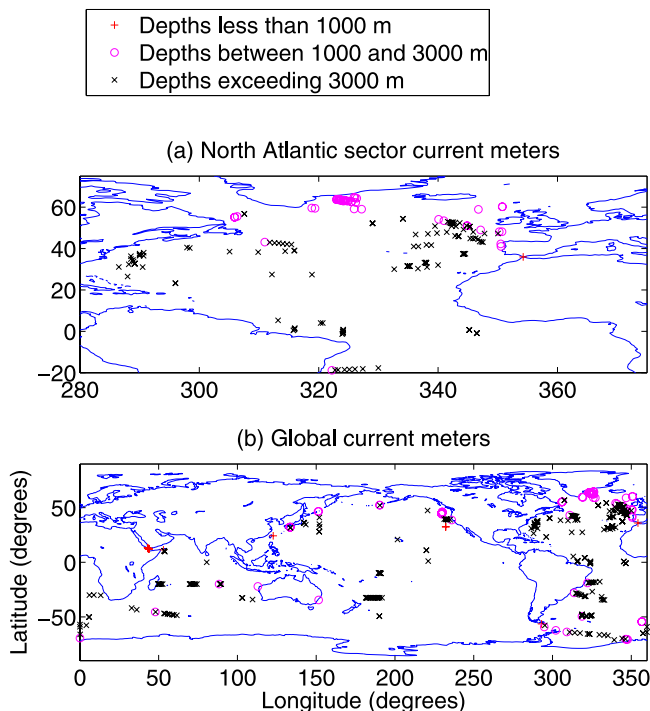 Depths less than 1000 m
Depths between 1000 and 3000 m
Depths exceeding 3000 m
(a) North Atlantic sector current meters
60
40
20
0
−20
280 300 320 340 360
(b) Global current meters
50
0
−50
Latitude (degrees)
0 50 100 150 200 250 300 350
Longitude (degrees)